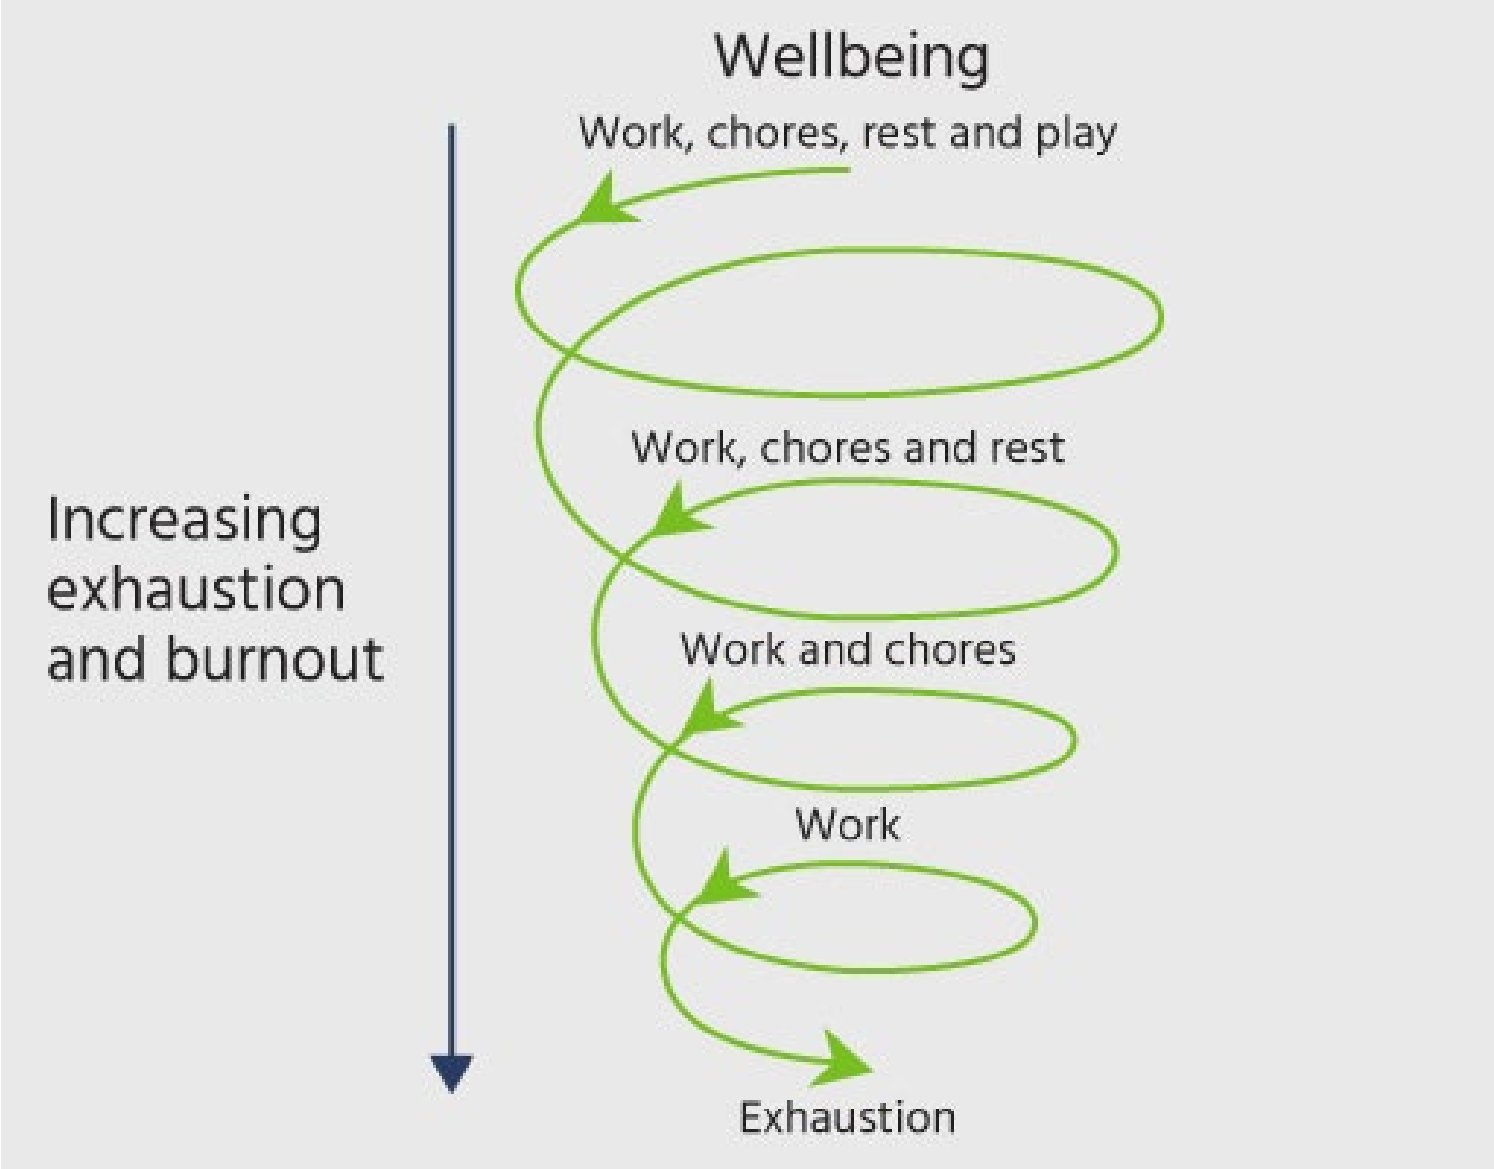 Wellbeing
Work, chores, rest and play
Work, chores and rest
Increasing
exhaustion
and burnout
Work and chores
Work
Exhaustion